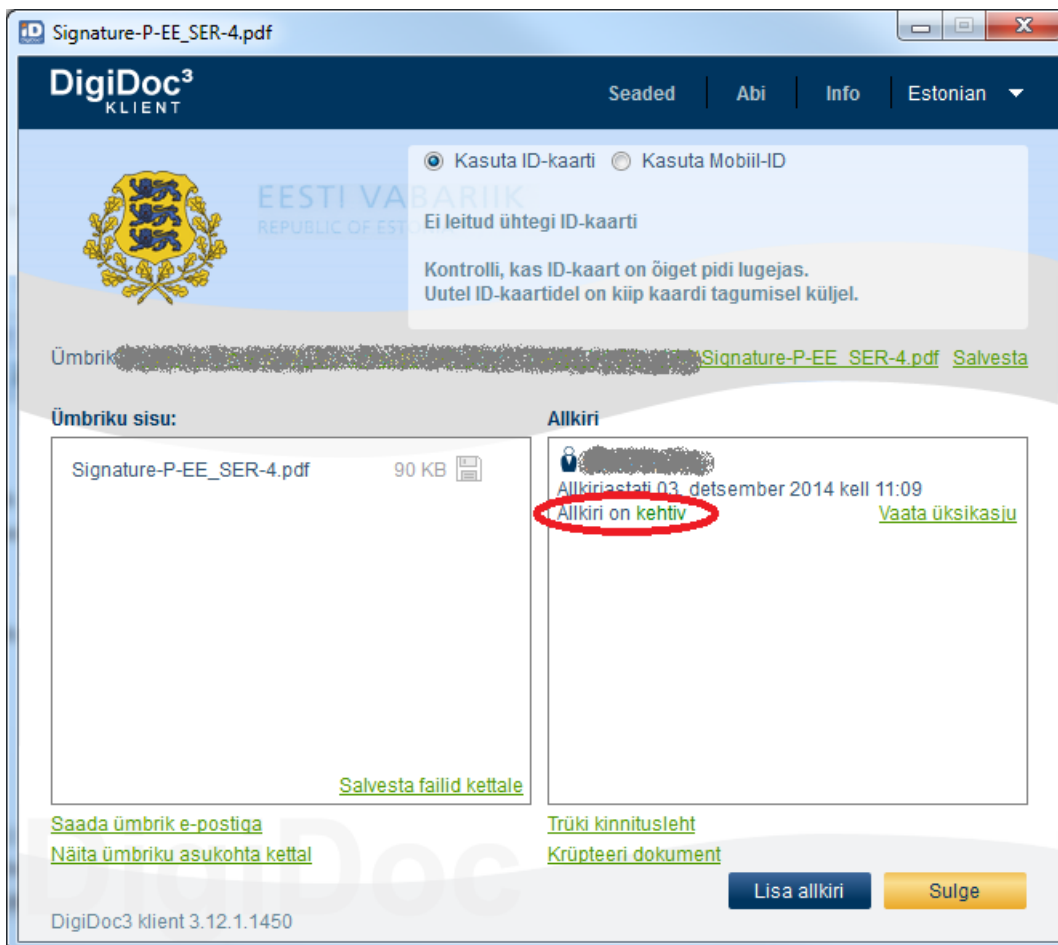 Signature-P-EE_SER-4.pdf
DigiDoc³
KLIENT
Seaded Abi Info Estonian
Kasuta ID-kaarti Kasuta Mobiil-ID
EESTI VABARIIK
REPUBLIC OF
Ei leitud ühtegi ID-kaarti
Kontrolli, kas ID-kaart on õiget pidi lugejas.
Uutel ID-kaartidel on kiip kaardi tagumisel küljel.
Ümbrik Signature-P-EE_SER-4.pdf Salvesta
Ümbriku sisu:
Signature-P-EE_SER-4.pdf 90 KB
Salvesta failid kettale
Allkiri
Allkirjastati 03. detsember 2014 kell 11:09
Allkiri on kehtiv Vaata üksikasju
Saada ümbrik e-postiga
Näita ümbriku asukohta kettal
Trüki kinnitusleht
Krüpteeri dokument
Lisa allkiri Sulge
DigiDoc
DigiDoc3 klient 3.12.1.1450